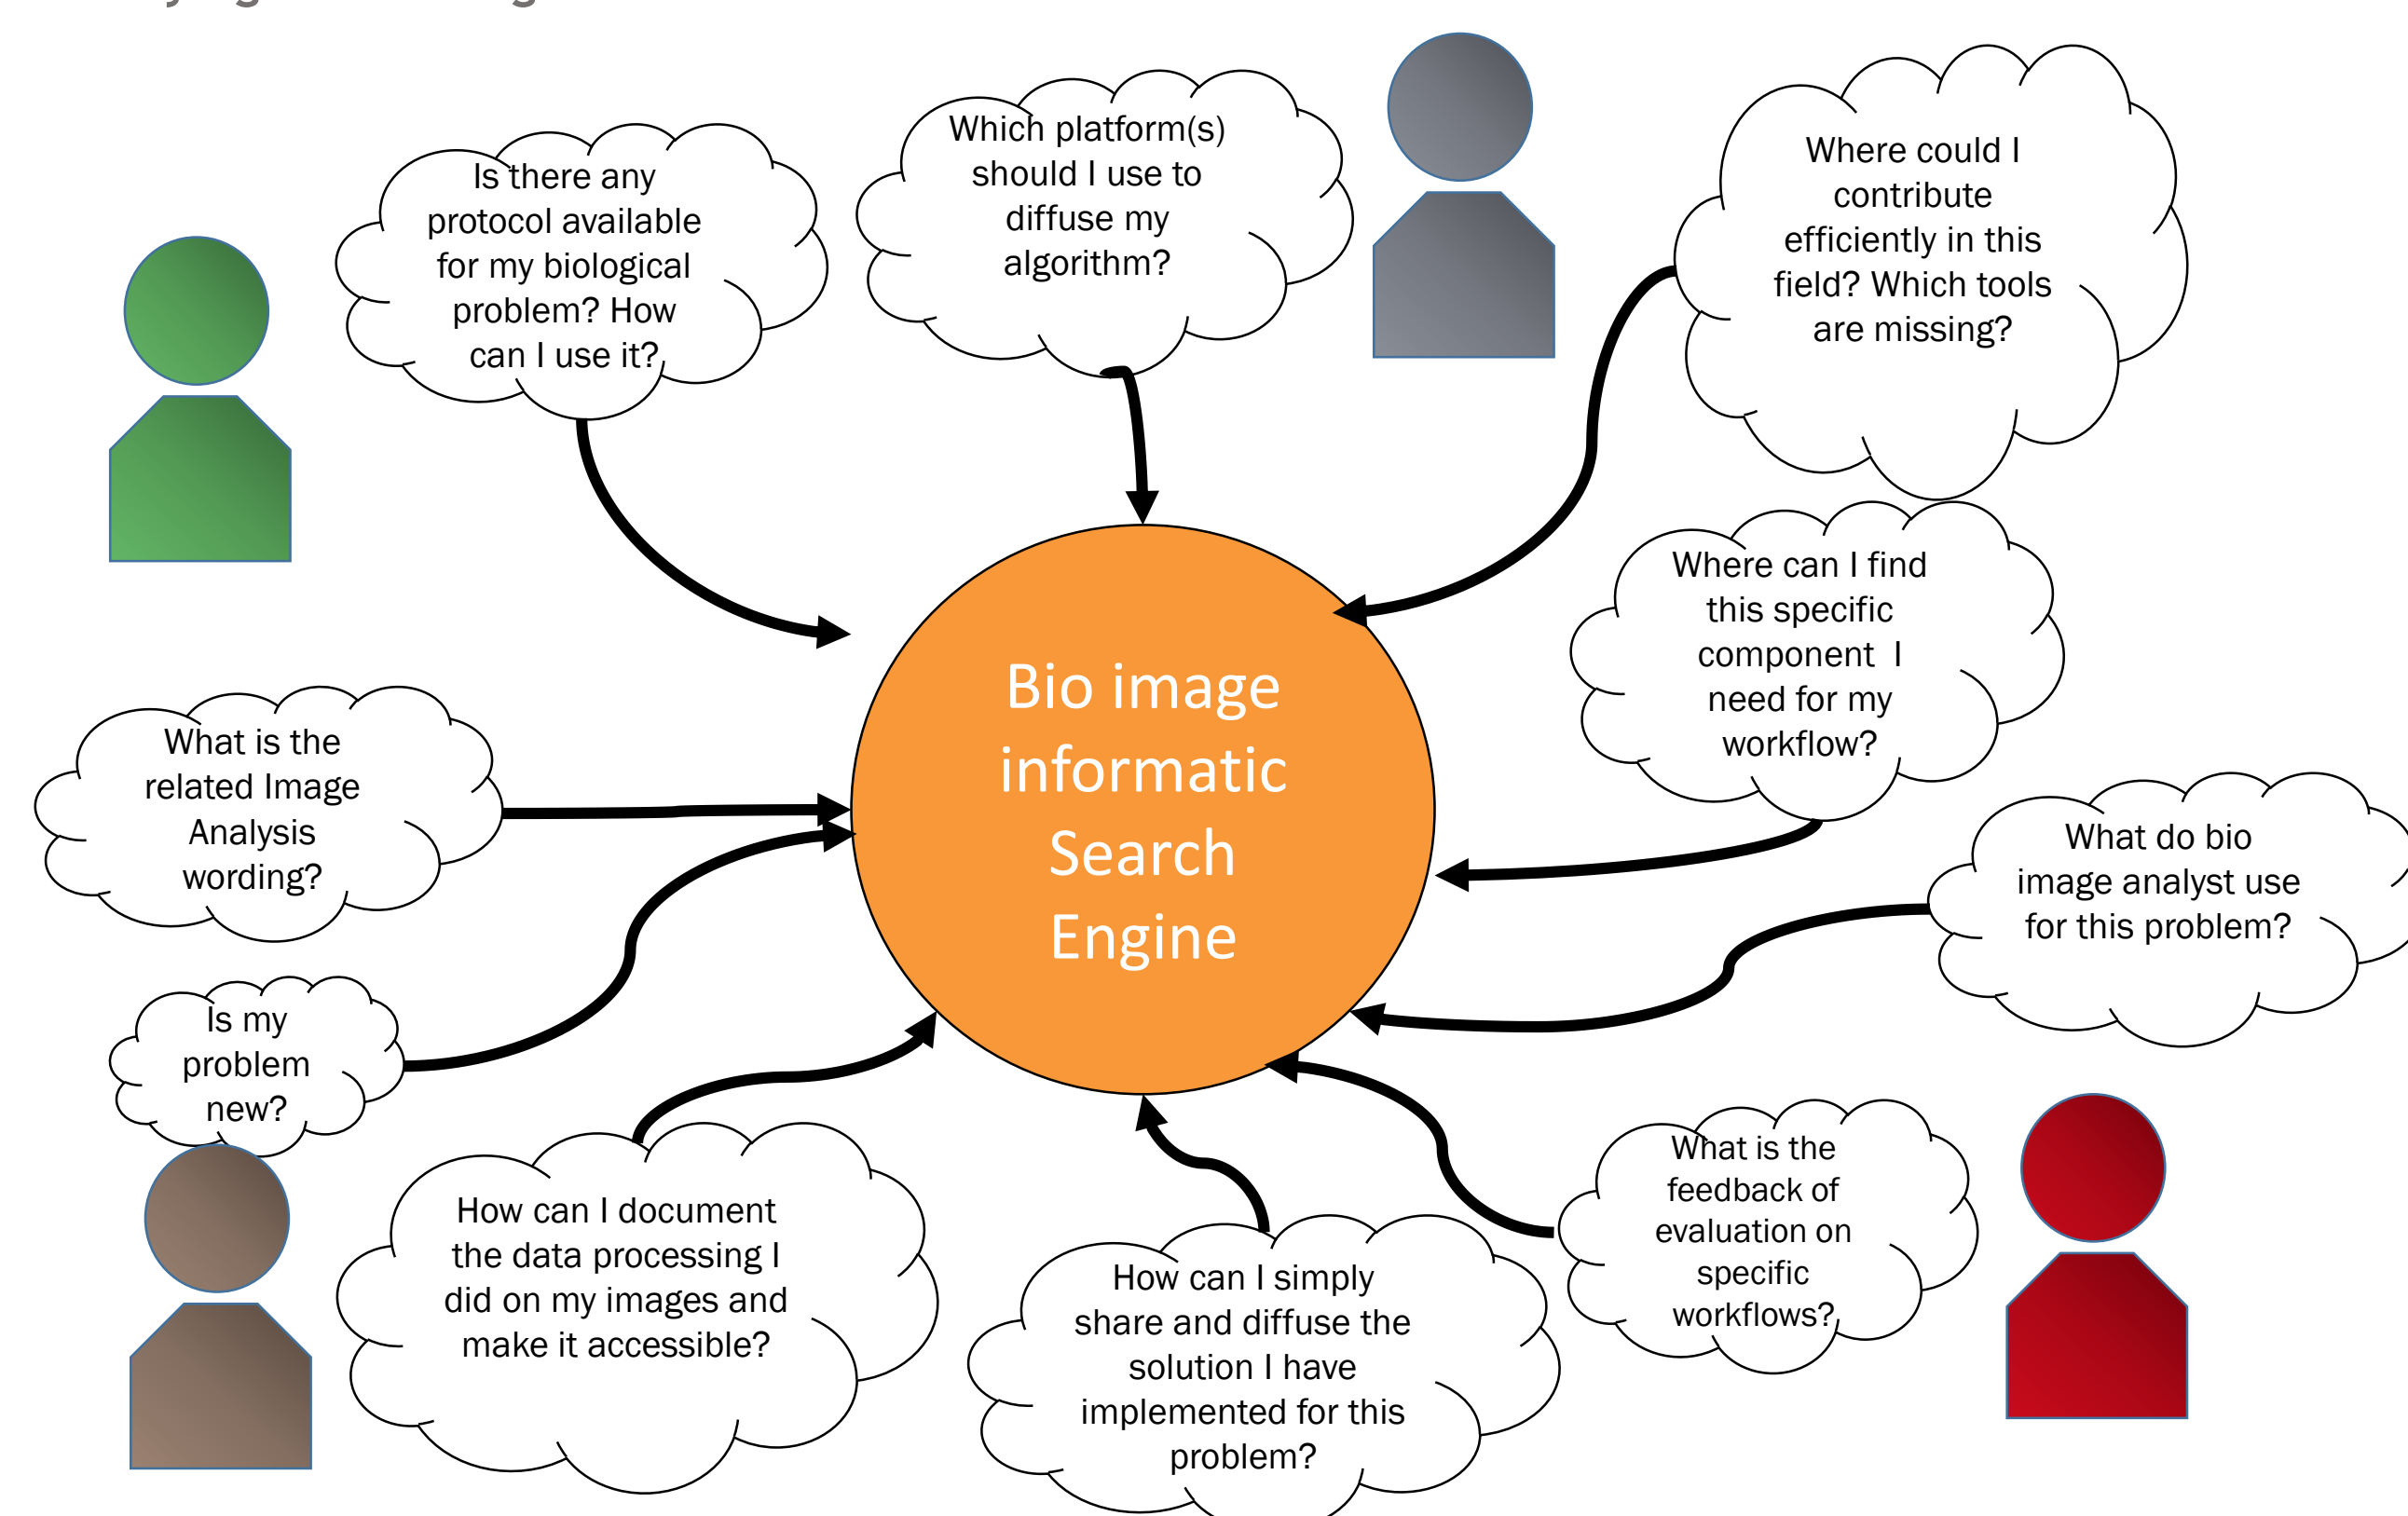 Is there any
protocol available
for my biological
problem? How
can I use it?
Which platform(s)
should I use to
diffuse my
algorithm?
Where could I
contribute
efficiently in this
field? Which tools
are missing?
Where can I find
this specific
component I
need for my
workflow?
Bio image
informatic
Search
Engine
What is the
related Image
Analysis
wording?
What do bio
image analyst use
for this problem?
Is my
problem
new?
How can I document
the data processing I
did on my images and
make it accessible?
How can I simply
share and diffuse the
solution I have
implemented for this
problem?
What is the
feedback of
evaluation on
specific
workflows?